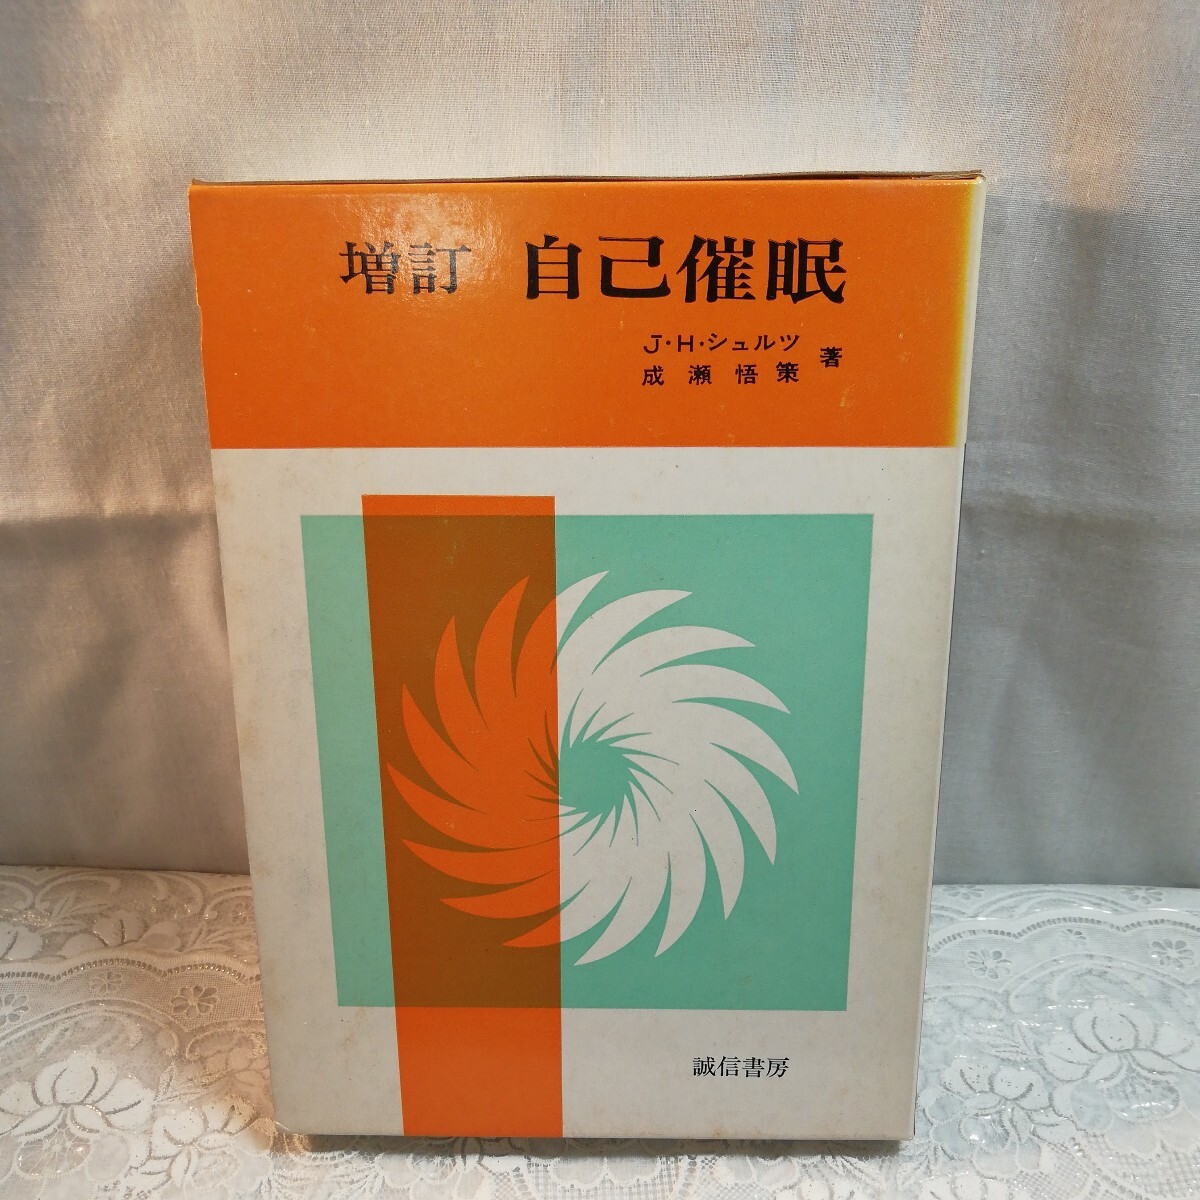 増訂 自己催眠
J・H・シュルツ
成瀬悟策 著
誠信書房